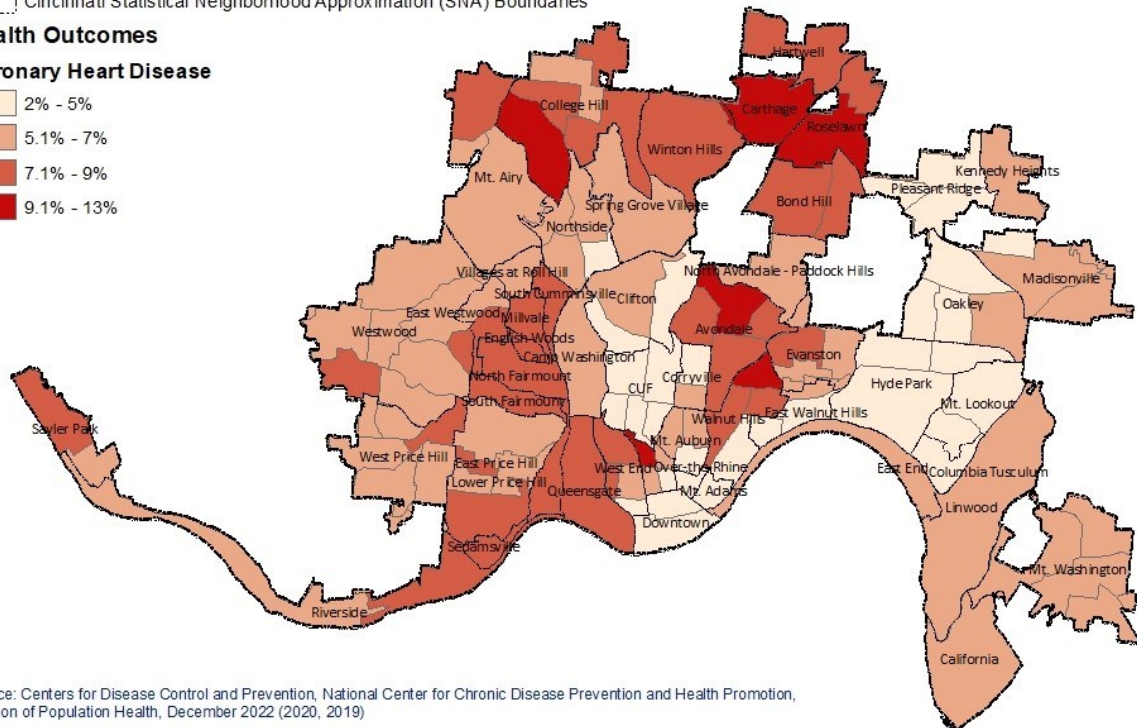 Cincinnati Statistical Neighborhood Approximation (SNA) Boundaries
alth Outcomes
ronary Heart Disease
2% - 5%
5.1% - 7%
7.1% - 9%
9.1% - 13%
Hartwell
College Hill
Carthage
Roselawn
Winton Hills
Mt. Airy
Kennedy Heights
Pleasant Ridge
Bond Hill
Spring Grove Village
Northside
Villages at Roll Hill
North Avondale - Paddock Hills
Madisonville
South Cumminsville
Clifton
Oakley
East Westwood
Millvale
Westwood
Avondale
English Woods
Camp Washington
Evanston
North Fairmount
Corryville
CUF
Hyde Park
South Fairmount
Mt. Lookout
Walnut Hills
East Walnut Hills
Sayler Park
Mt. Auburn
West Price Hill
East Price Hill
West End
Over-the-Rhine
East End
Columbia Tusculum
Lower Price Hill
Queensgate
Mt. Adams
Linwood
Downtown
Sedamsville
Mt. Washington
Riverside
California
ce: Centers for Disease Control and Prevention, National Center for Chronic Disease Prevention and Health Promotion,
on of Population Health, December 2022 (2020, 2019)